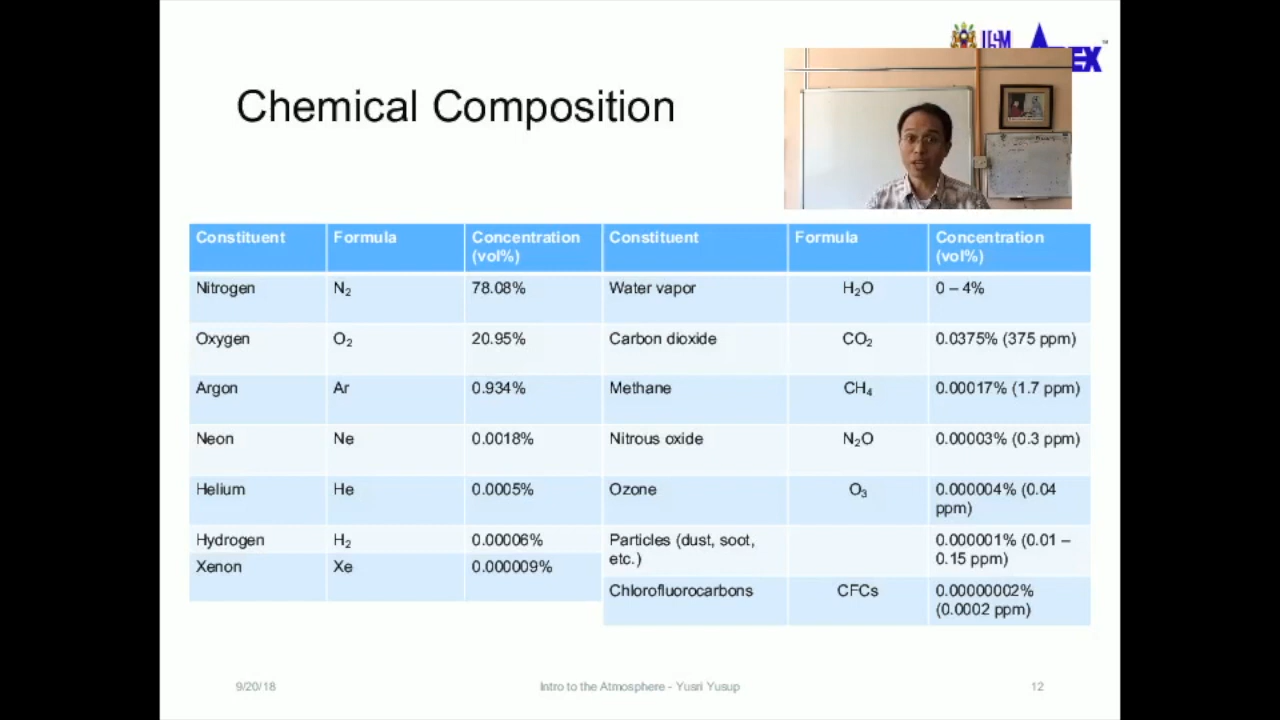 USM APEX™
Chemical Composition
Constituent Formula Concentration (vol%) Constituent Formula Concentration (vol%)
Nitrogen N₂ 78.08% Water vapor H₂O 0 – 4%
Oxygen O₂ 20.95% Carbon dioxide CO₂ 0.0375% (375 ppm)
Argon Ar 0.934% Methane CH₄ 0.00017% (1.7 ppm)
Neon Ne 0.0018% Nitrous oxide N₂O 0.00003% (0.3 ppm)
Helium He 0.0005% Ozone O₃ 0.000004% (0.04 ppm)
Hydrogen H₂ 0.00006% Particles (dust, soot, etc.) 0.000001% (0.01 – 0.15 ppm)
Xenon Xe 0.000009%
Chlorofluorocarbons CFCs 0.00000002% (0.0002 ppm)
9/20/18 Intro to the Atmosphere - Yusri Yusup 12